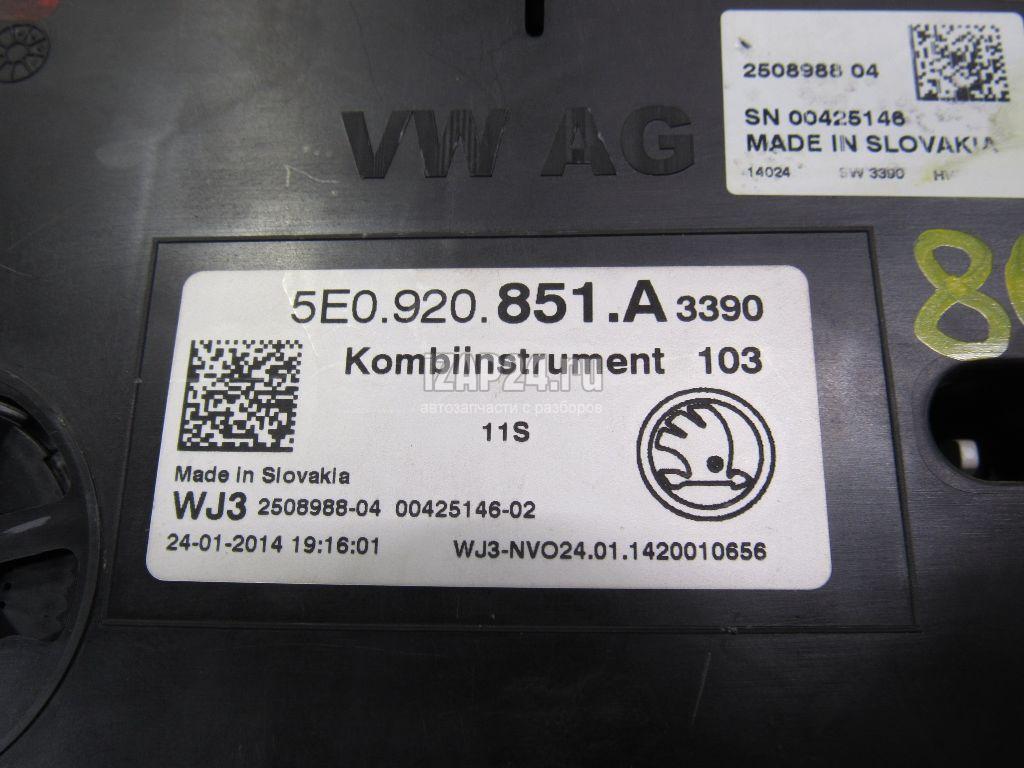 2508988 04
SN 00425146
MADE IN SLOVAKIA
14024 SW 3390
VW AG
5E0.920.851.A 3390
Kombiinstrument 103
1ZAP24.ru
автозапчасти с разборов
11S
Made in Slovakia
WJ3 2508988-04 00425146-02
24-01-2014 19:16:01 WJ3-NVO24.01.1420010656